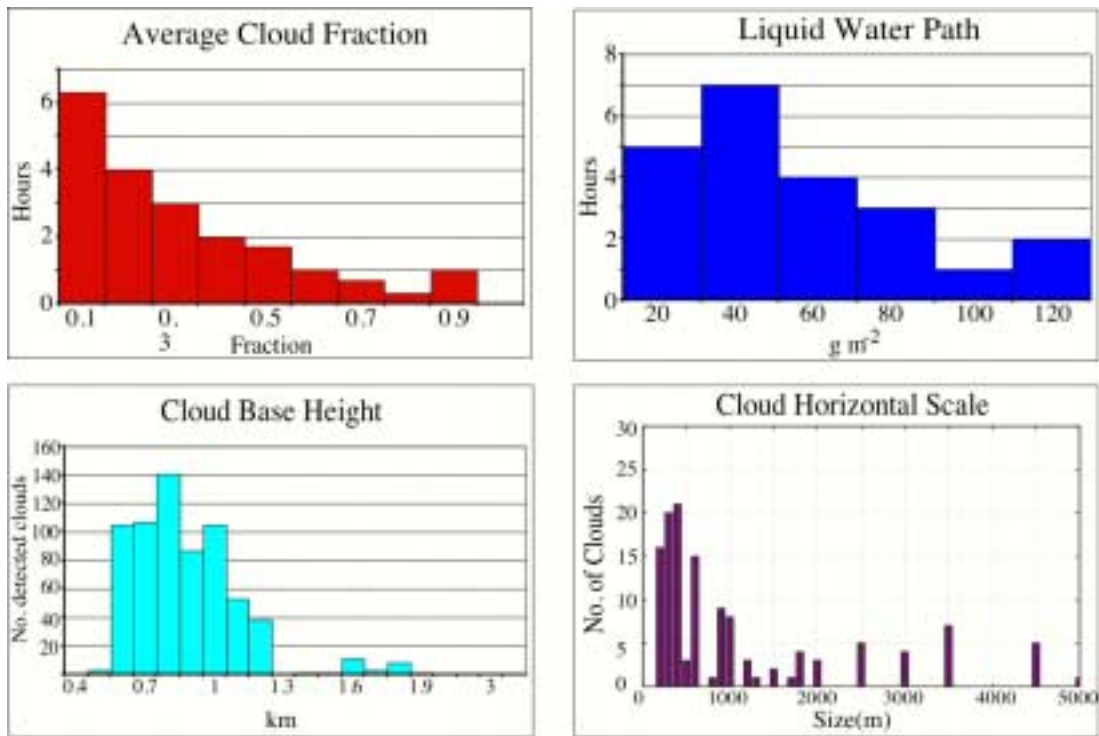 Average Cloud Fraction
6
4
2
0
Hours
0.1 0. 0.5 0.7 0.9
3
Fraction
Liquid Water Path
8
6
4
2
0
Hours
20 40 60 80 100 120
g m-2
Cloud Base Height
160
140
120
100
80
60
40
20
No. detected clouds
0.4 0.7 1 1.3 1.6 1.9 3
km
Cloud Horizontal Scale
30
25
20
15
10
5
0
No. of Clouds
0 1000 2000 3000 4000 5000
Size(m)